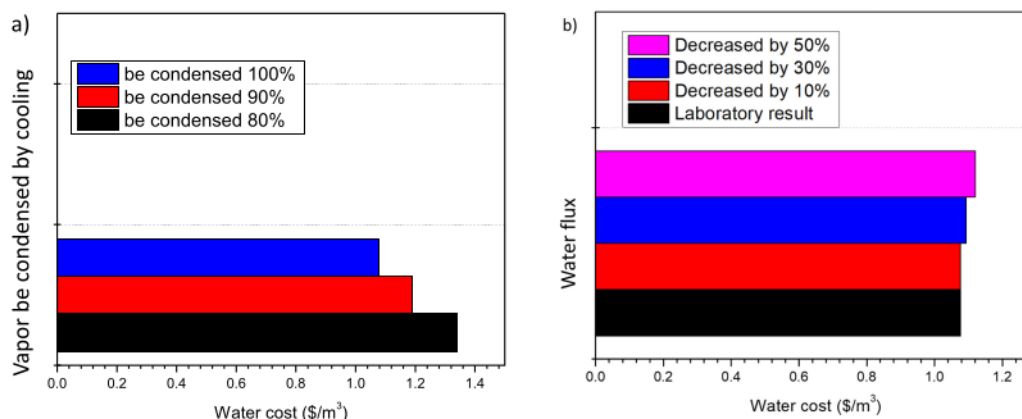 a)
Vapor be condensed by cooling
be condensed 100%
be condensed 90%
be condensed 80%
0.0 0.2 0.4 0.6 0.8 1.0 1.2 1.4
Water cost ($/m³)
b)
Water flux
Decreased by 50%
Decreased by 30%
Decreased by 10%
Laboratory result
0.0 0.2 0.4 0.6 0.8 1.0 1.2
Water cost ($/m³)